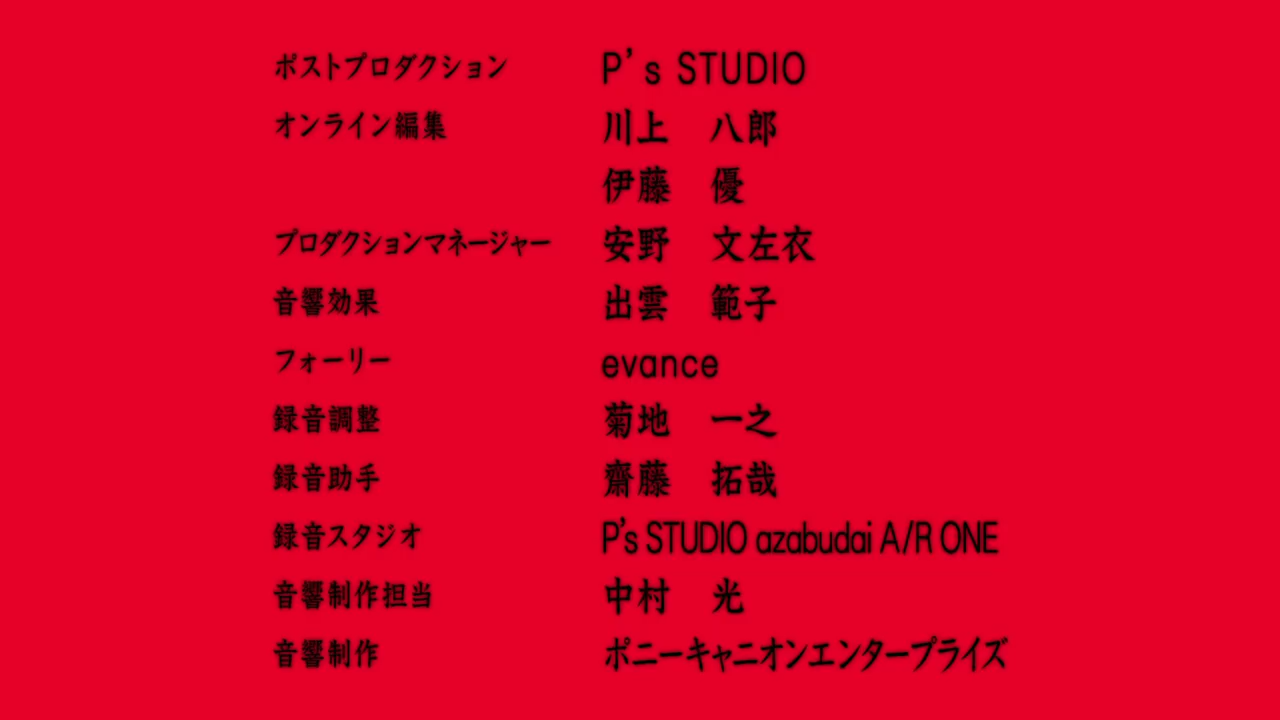 ポストプロダクション P's STUDIO
オンライン編集 川上 八郎
伊藤 優
プロダクションマネージャー 安野 文左衣
音響効果 出雲 範子
フォーリー evance
録音調整 菊地 一之
録音助手 齋藤 拓哉
録音スタジオ P's STUDIO azabudai A/R ONE
音響制作担当 中村 光
音響制作 ポニーキャニオンエンタープライズ